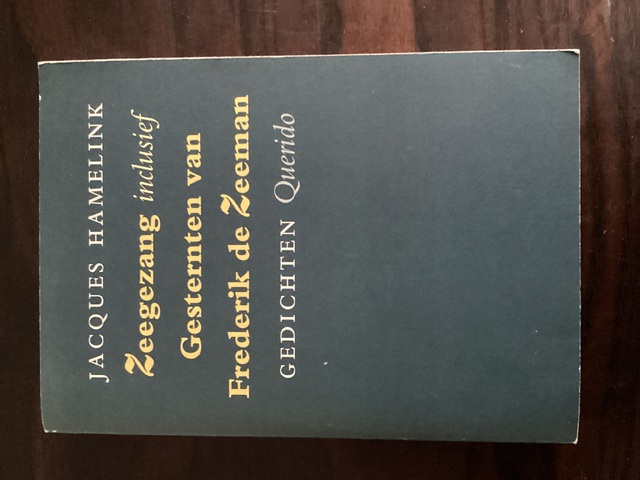 JACQUES HAMELINK
Zeegezang inclusief
Gesternten van
Frederik de Zeeman
GEDICHTEN Querido